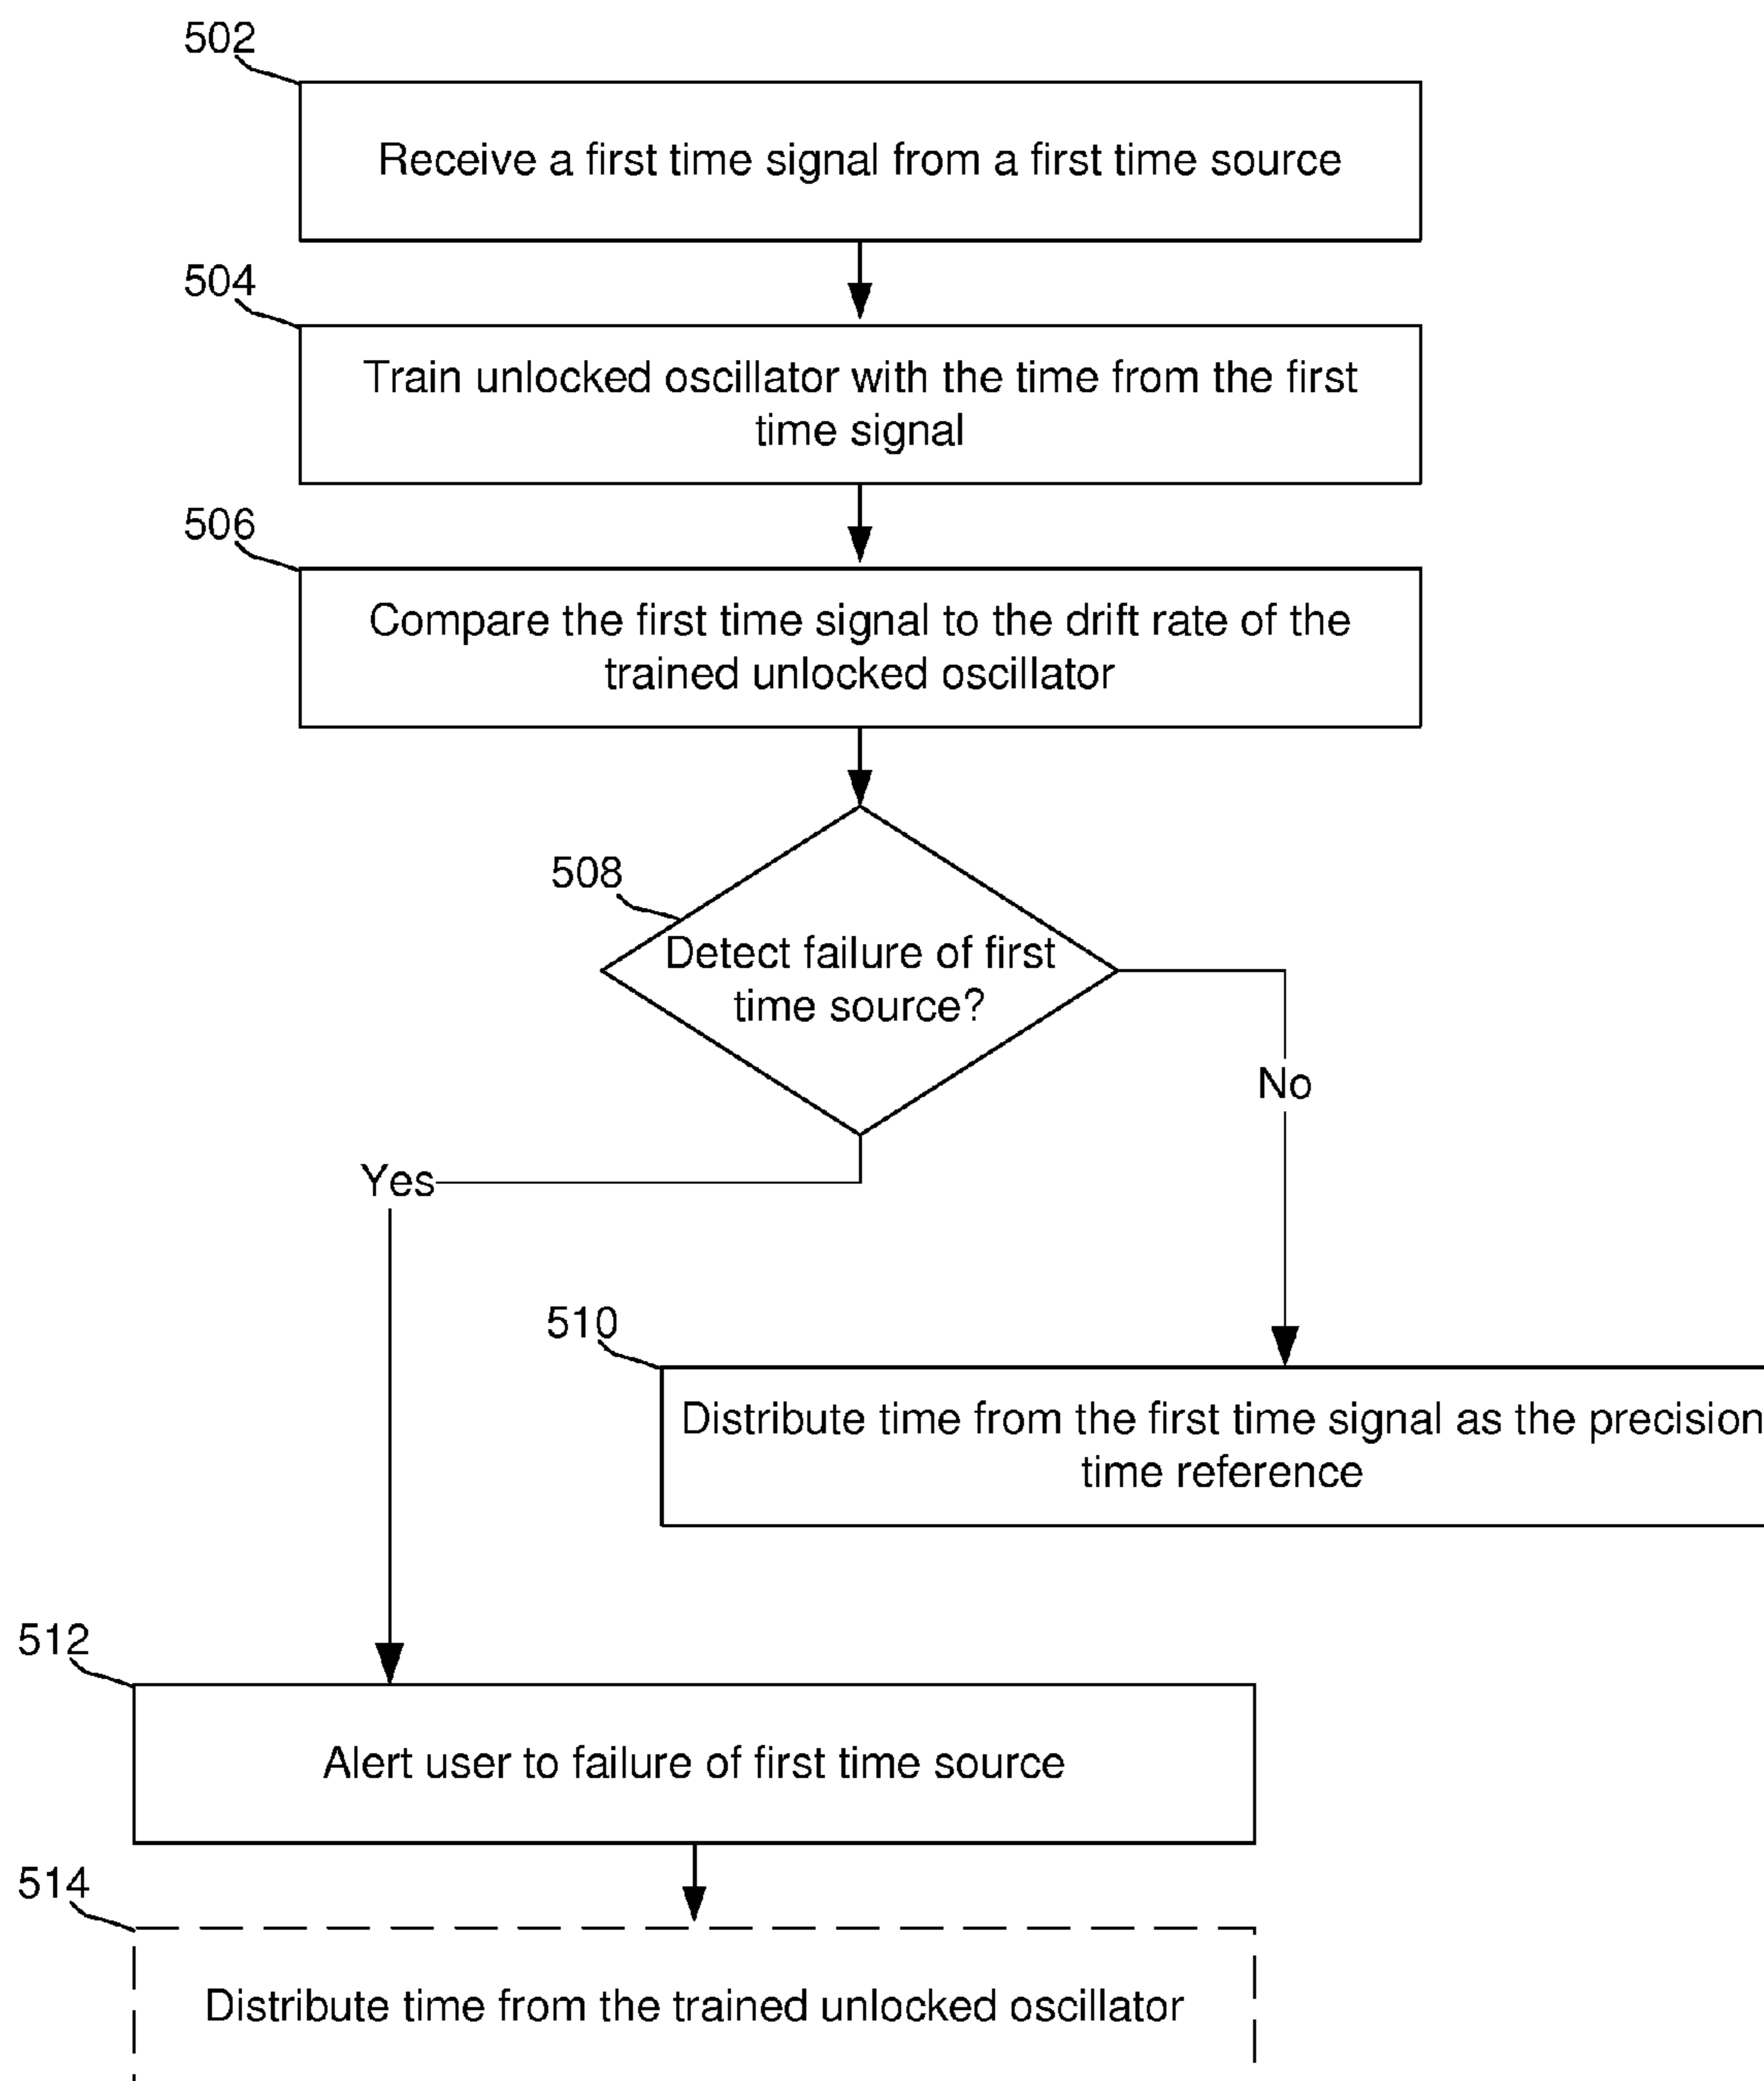 502
Receive a first time signal from a first time source
504
Train unlocked oscillator with the time from the first
time signal
506
Compare the first time signal to the drift rate of the
trained unlocked oscillator
508
Detect failure of first
time source?
No
Yes
510
Distribute time from the first time signal as the precision
time reference
512
Alert user to failure of first time source
514
Distribute time from the trained unlocked oscillator